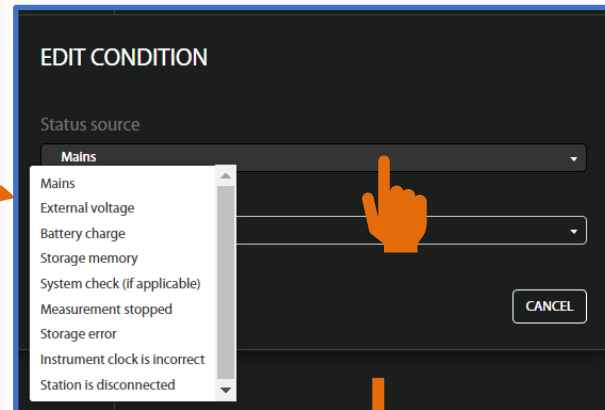 EDIT CONDITION
Status source
Mains
Mains
External voltage
Battery charge
Storage memory
System check (if applicable)
Measurement stopped
Storage error
Instrument clock is incorrect
Station is disconnected
CANCEL